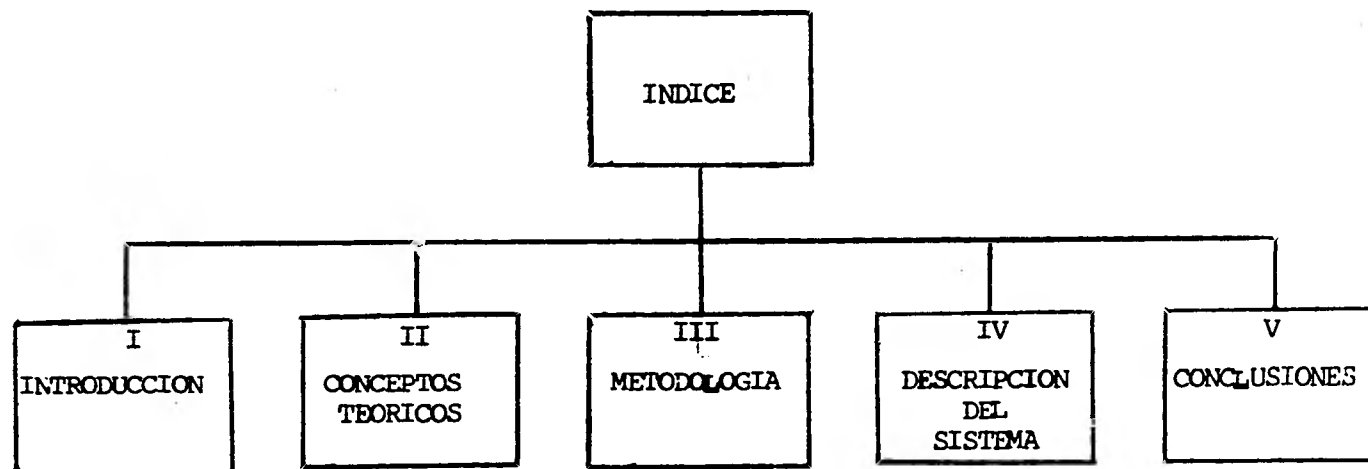 INDICE
I
INTRODUCCION
II
CONCEPTOS
TEORICOS
III
METODOLOGIA
IV
DESCRIPCION
DEL
SISTEMA
V
CONCLUSIONES